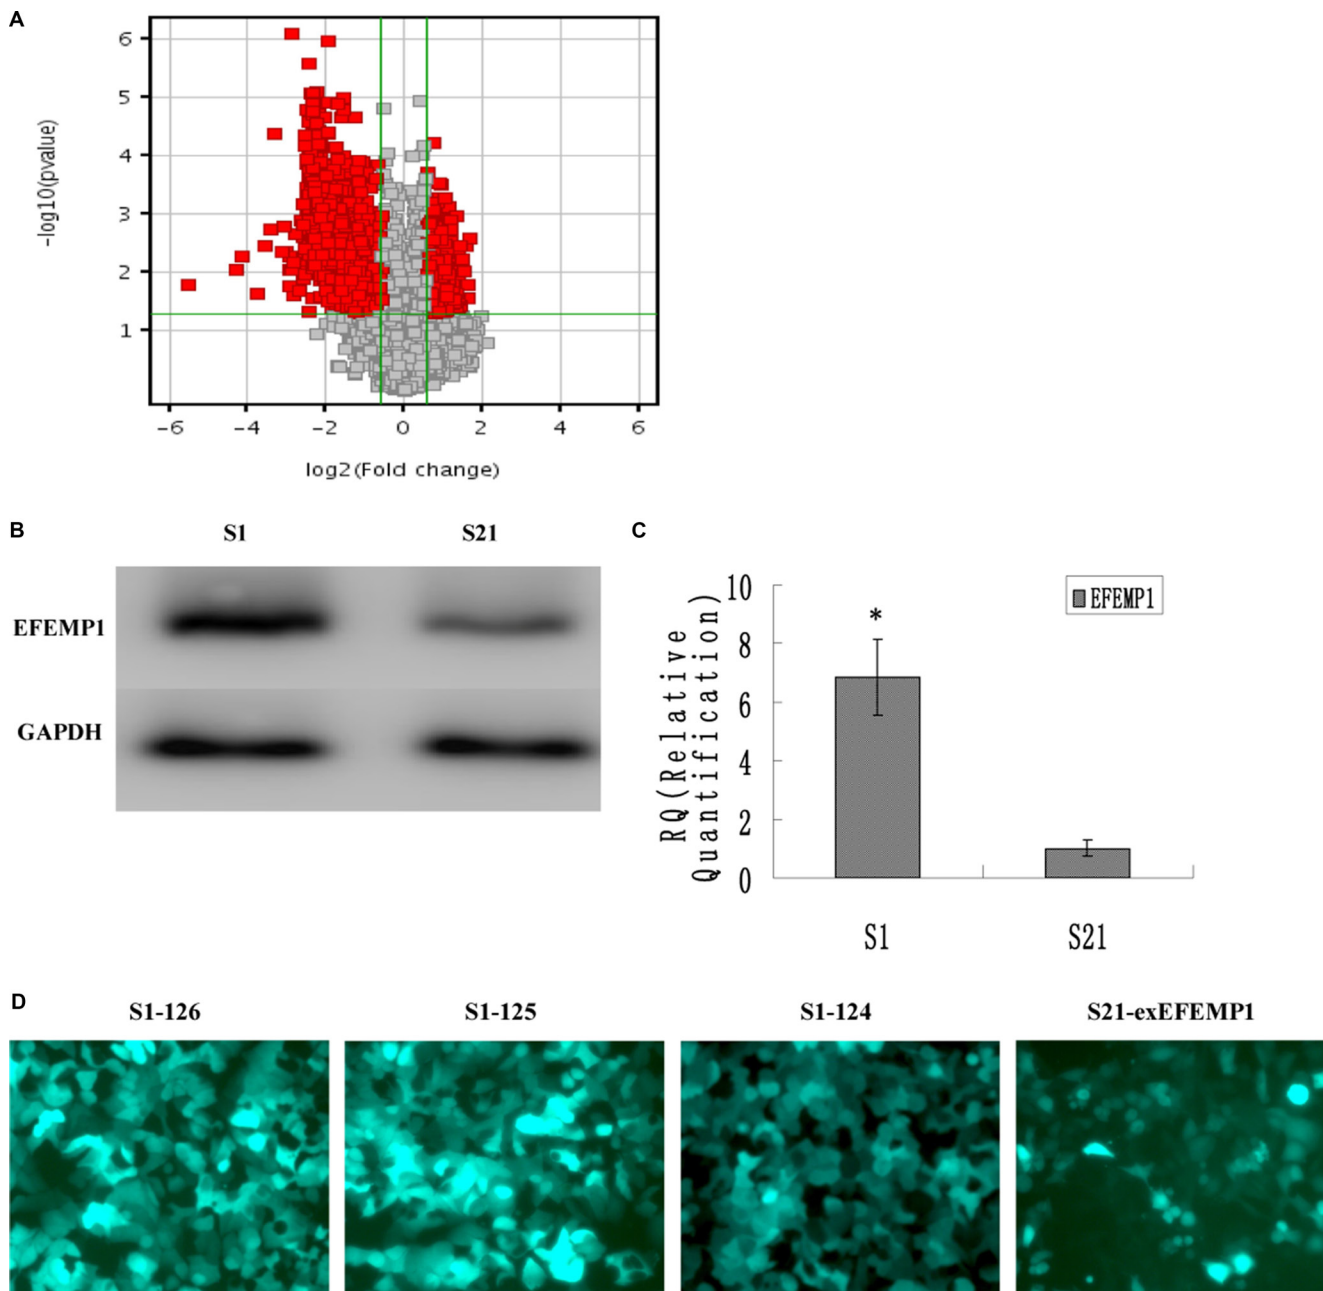 A
6
5
4
3
2
1
-log10(pvalue)
−6 −4 −2 0 2 4 6
log2(Fold change)
B
S1 S21
EFEMP1
GAPDH
C
10
8
6
4
2
0
RQ(Relative
Quantification)
EFEMP1
*
S1 S21
D
S1-126 S1-125 S1-124 S21-exEFEMP1